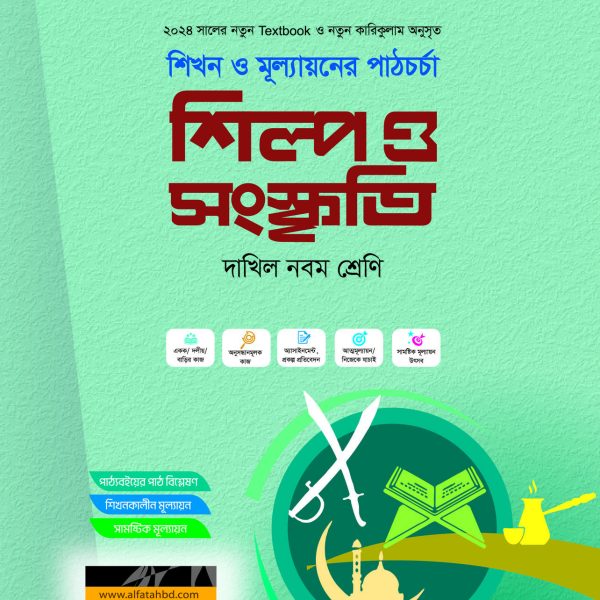 ২০২৪ সালের নতুন Textbook ও নতুন কারিকুলাম অনুসৃত
শিখন ও মূল্যায়নের পাঠচর্চা
শিল্প ও
সংস্কৃতি
দাখিল নবম শ্রেণি
একক/ দলীয়/
বাড়ির কাজ
অনুসন্ধানমূলক
কাজ
অ্যাসাইনমেন্ট,
প্রকল্প প্রতিবেদন
আত্মমূল্যায়ন/
নিজেকে যাচাই
সামষ্টিক মূল্যায়ন
উৎসব
পাঠ্যবইয়ের পাঠ বিশ্লেষণ
শিখনকালীন মূল্যায়ন
সামষ্টিক মূল্যায়ন
www.alfatahbd.com